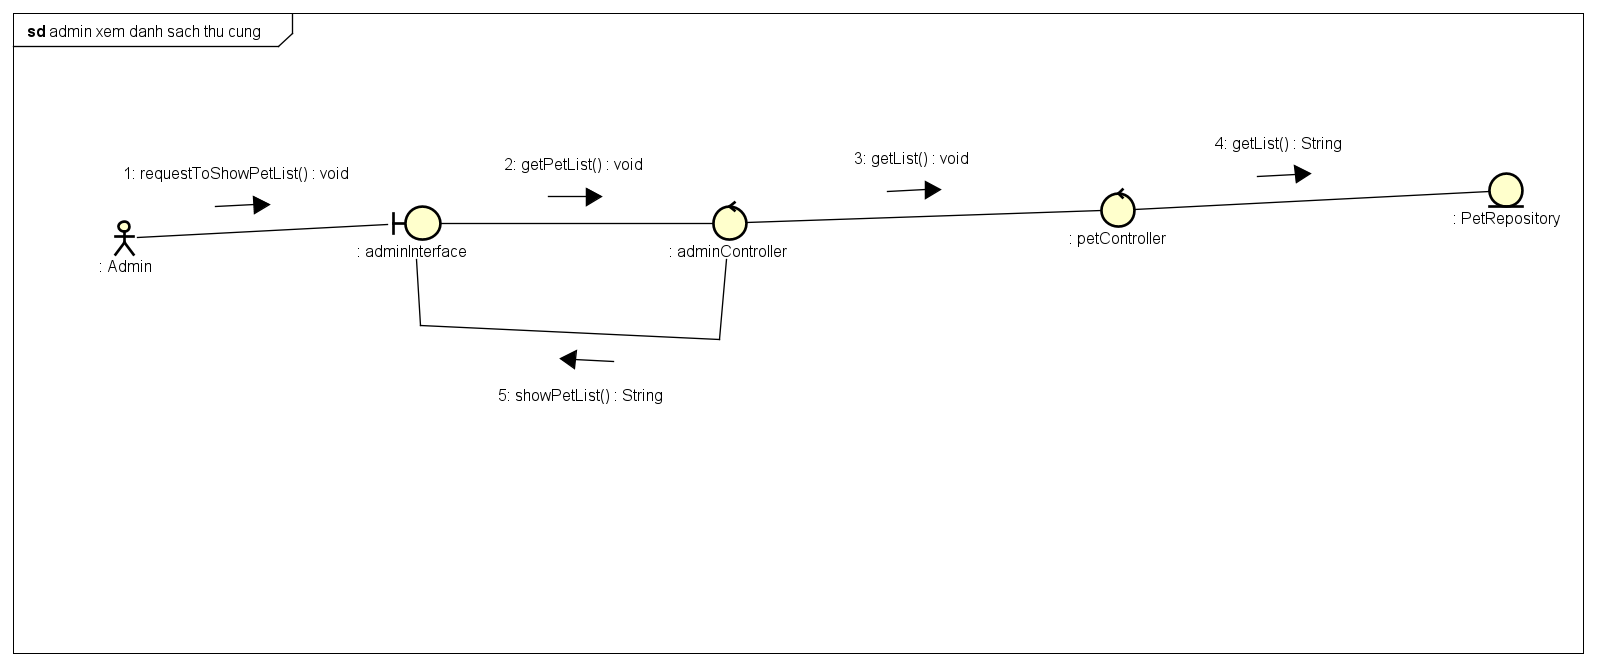 sd admin xem danh sach thu cung
1: requestToShowPetList() : void
2: getPetList() : void
3: getList() : void
4: getList() : String
: Admin
: adminInterface
: adminController
: petController
: PetRepository
5: showPetList() : String